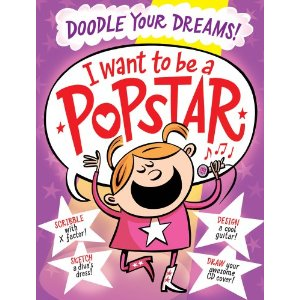 DOODLE YOUR DREAMS!
I want to be a
POPSTAR
SCRIBBLE
with
X factor!
DESIGN
a cool
guitar!
SKETCH
a diva's
dress!
DRAW your
awesome
CD cover!